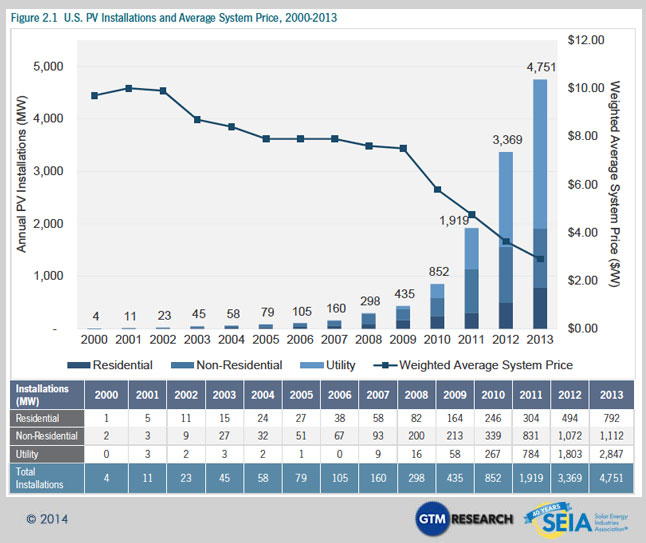 Figure 2.1 U.S. PV Installations and Average System Price, 2000-2013
$12.00
5,000
4,751
$10.00
4,000
$8.00
3,369
3,000
$6.00
Annual PV Installations (MW)
Weighted Average System Price ($/W)
2,000
1,919
$4.00
1,000
852
$2.00
4 11 23 45 58 79 105 160 298 435
- $0.00
2000 2001 2002 2003 2004 2005 2006 2007 2008 2009 2010 2011 2012 2013
Residential Non-Residential Utility Weighted Average System Price
Installations (MW) 2000 2001 2002 2003 2004 2005 2006 2007 2008 2009 2010 2011 2012 2013
Residential 1 5 11 15 24 27 38 58 82 164 246 304 494 792
Non-Residential 2 3 9 27 32 51 67 93 200 213 339 831 1,072 1,112
Utility 0 3 2 3 2 1 0 9 16 58 267 784 1,803 2,847
Total Installations 4 11 23 45 58 79 105 160 298 435 852 1,919 3,369 4,751
© 2014
GTM RESEARCH
40 YEARS
SEIA
Solar Energy
Industries
Association®